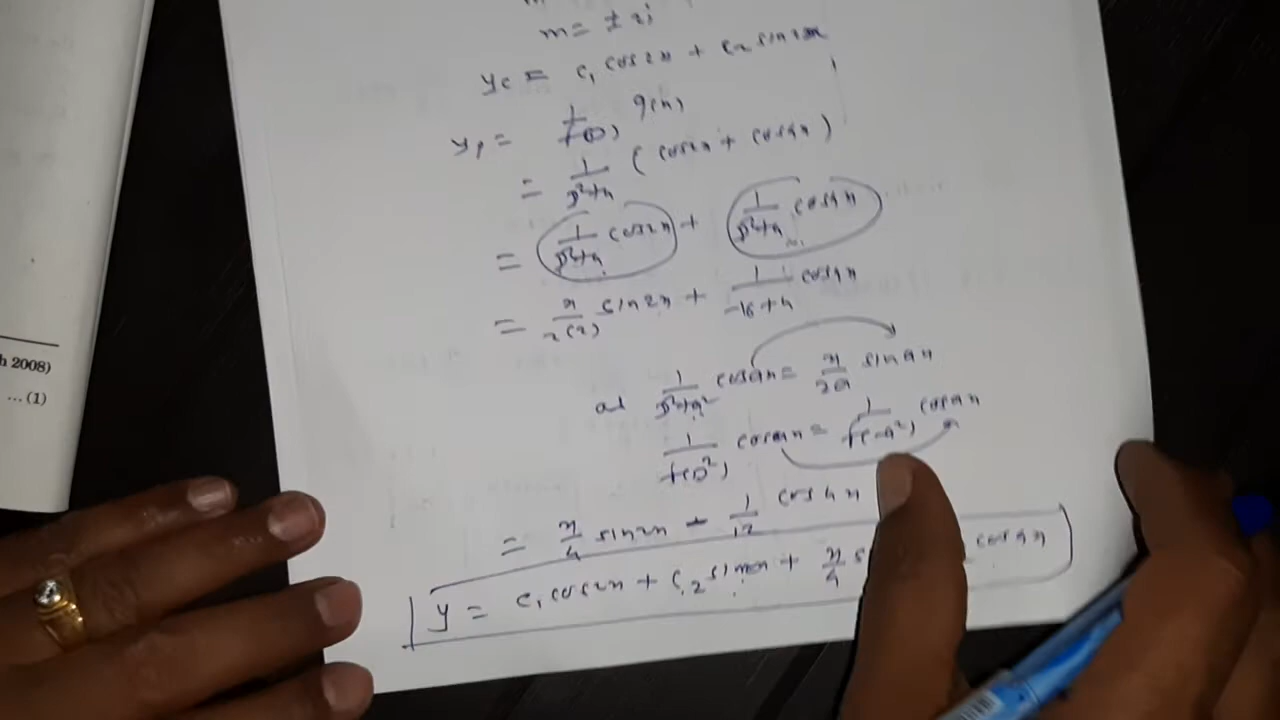 m = ± 2i
yc = c₁ cos2x + c₂ sin2x
yp = 1/f(D) q(x)
= 1/D²+4 (cos2x + cos4x)
= 1/D²+4 cos2x + 1/D²+4 cos4x
= x/2(2) sin2x + 1/-16+4 cos4x
h 2008)
... (1)
1/D²+a² cosax = x/2a sinax
1/f(D²) cosax = 1/f(-a²) cosax
= x/4 sin2x - 1/12 cos4x
y = c₁ cos2x + c₂ sin2x + x/4 s cos4x